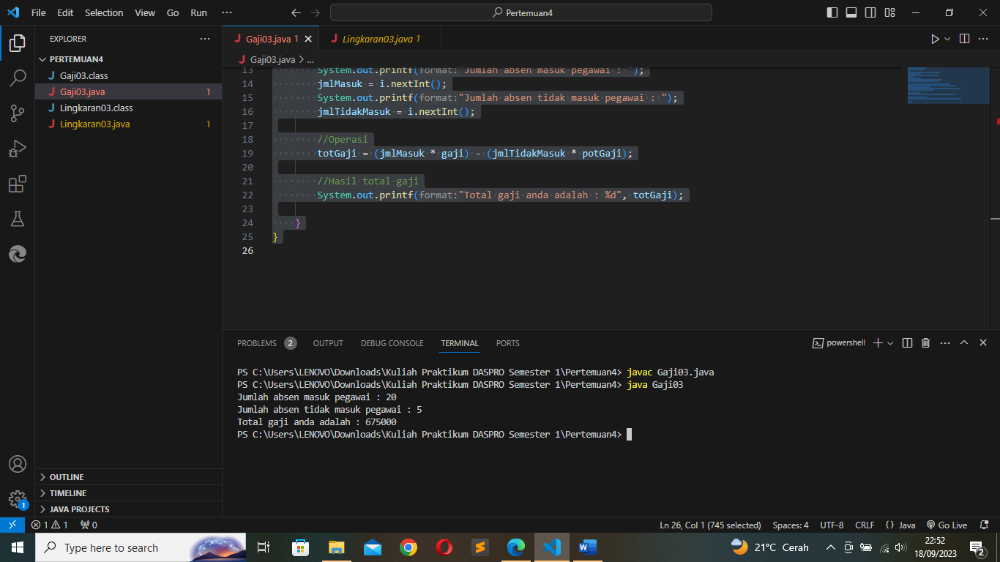 File Edit Selection View Go Run ··· Pertemuan4
EXPLORER ···
PERTEMUAN4
J Gaji03.class
J Gaji03.java 1
J Lingkaran03.class
J Lingkaran03.java 1
OUTLINE
TIMELINE
JAVA PROJECTS
J Gaji03.java 1 J Lingkaran03.java 1
J Gaji03.java > ...
13 System.out.printf(format:"Jumlah absen masuk pegawai : ");
14 jmlMasuk = i.nextInt();
15 System.out.printf(format:"Jumlah absen tidak masuk pegawai : ");
16 jmlTidakMasuk = i.nextInt();
17
18 //Operasi
19 totGaji = (jmlMasuk * gaji) - (jmlTidakMasuk * potGaji);
20
21 //Hasil total gaji
22 System.out.printf(format:"Total gaji anda adalah : %d", totGaji);
23
24 }
25 }
26
PROBLEMS 2 OUTPUT DEBUG CONSOLE TERMINAL PORTS powershell
PS C:\Users\LENOVO\Downloads\Kuliah Praktikum DASPRO Semester 1\Pertemuan4> javac Gaji03.java
PS C:\Users\LENOVO\Downloads\Kuliah Praktikum DASPRO Semester 1\Pertemuan4> java Gaji03
Jumlah absen masuk pegawai : 20
Jumlah absen tidak masuk pegawai : 5
Total gaji anda adalah : 675000
PS C:\Users\LENOVO\Downloads\Kuliah Praktikum DASPRO Semester 1\Pertemuan4>
1
1 1 0 Ln 26, Col 1 (745 selected) Spaces: 4 UTF-8 CRLF {} Java Go Live
Type here to search 21°C Cerah 22:52
18/09/2023 2